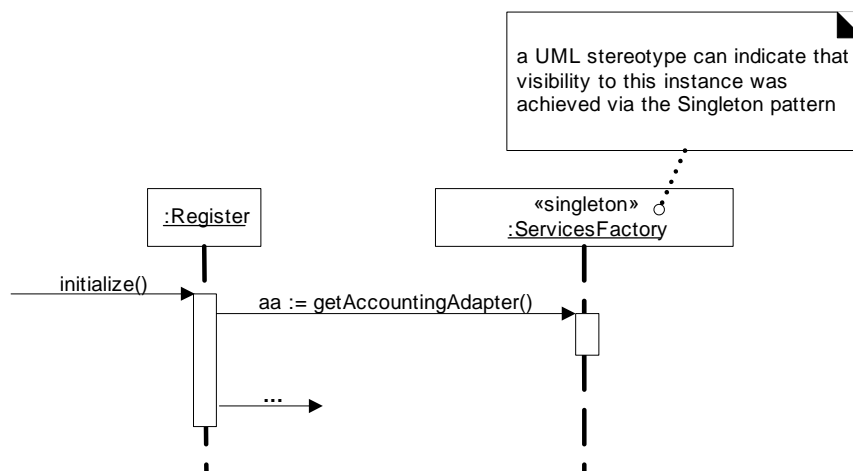 a UML stereotype can indicate that
visibility to this instance was
achieved via the Singleton pattern
:Register
«singleton»
:ServicesFactory
initialize()
aa := getAccountingAdapter()
...